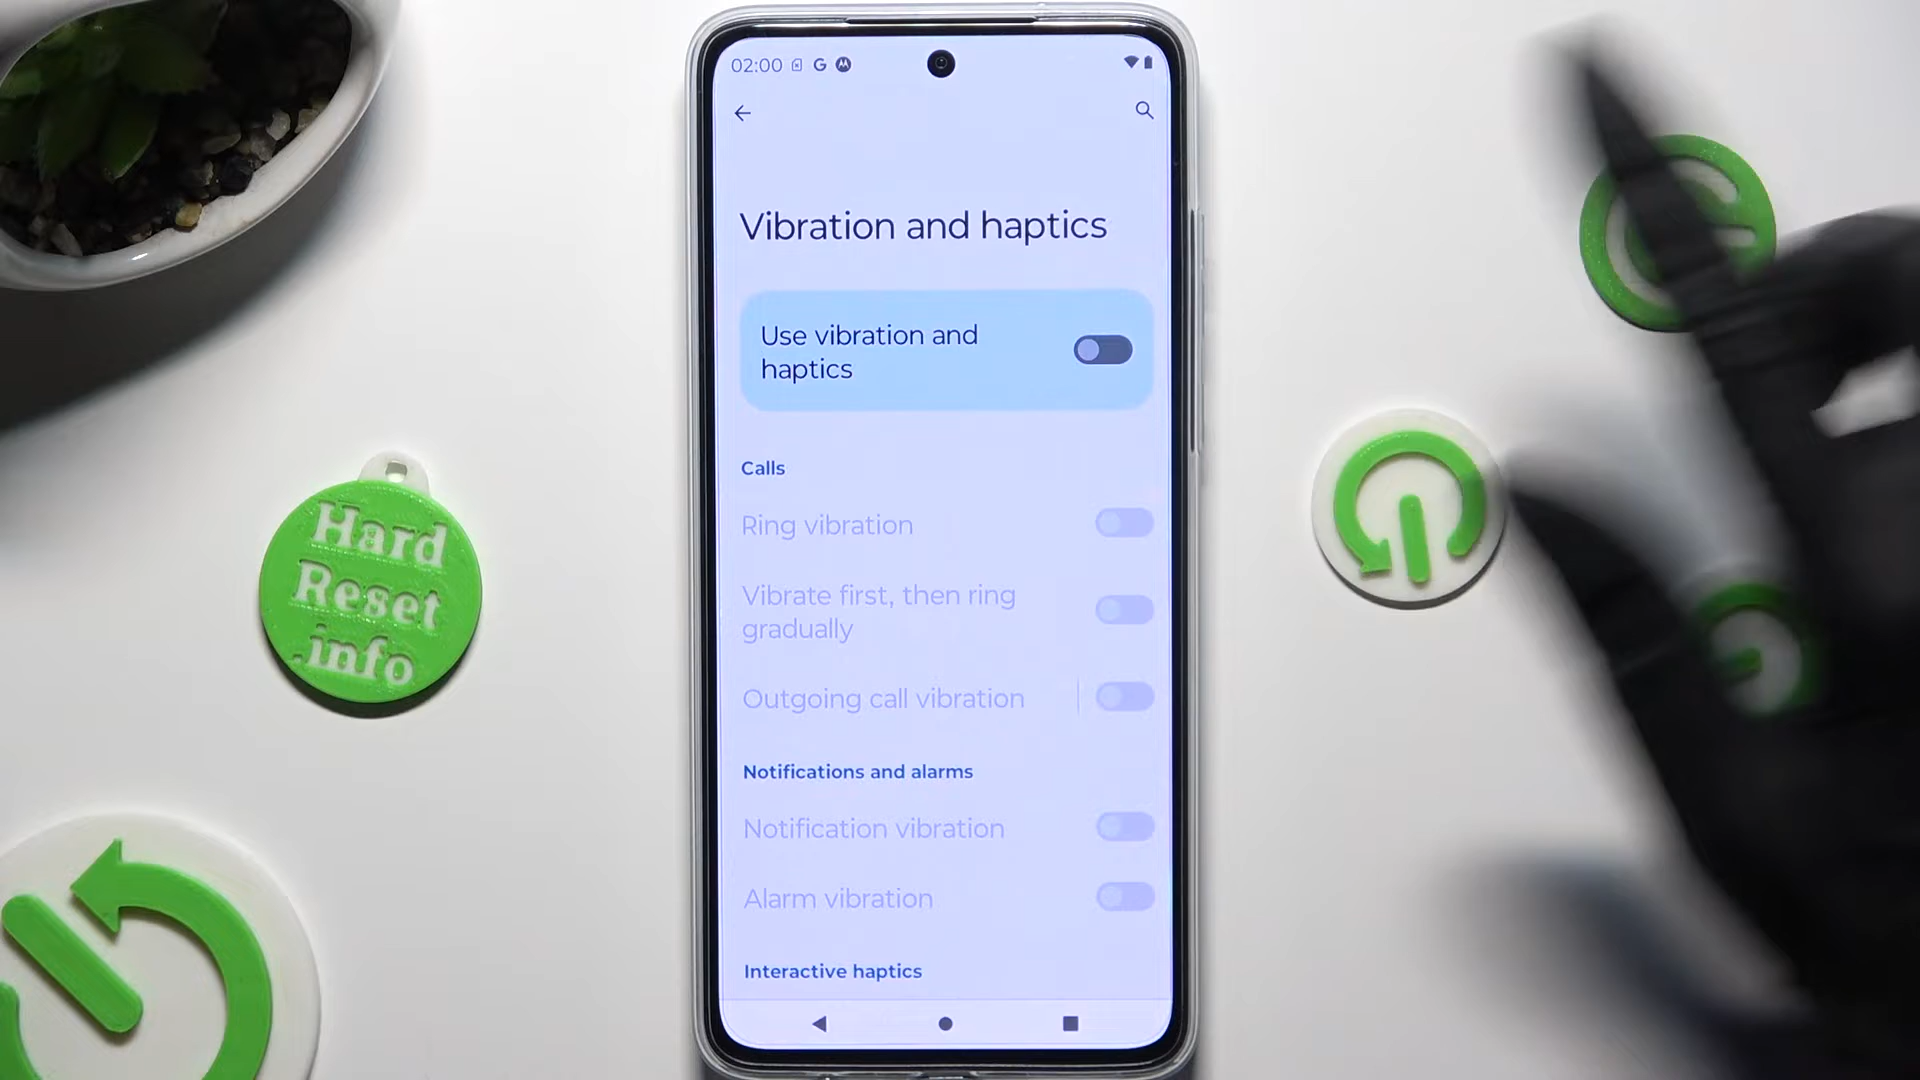 02:00
Vibration and haptics
Use vibration and
haptics
Calls
Ring vibration
Vibrate first, then ring
gradually
Outgoing call vibration
Notifications and alarms
Notification vibration
Alarm vibration
Interactive haptics
Hard
Reset
.info